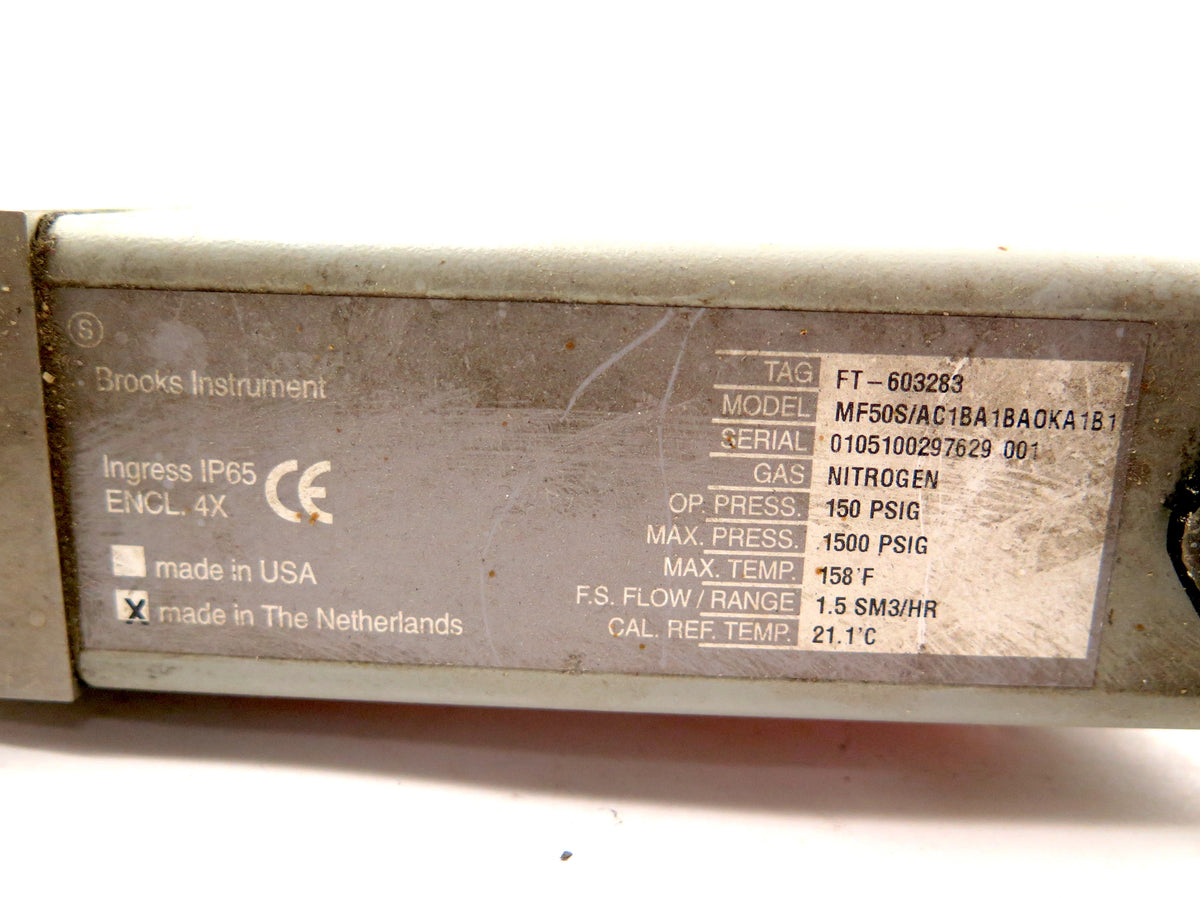 S
Brooks Instrument
Ingress IP65
ENCL. 4X
CE
made in USA
X made in The Netherlands
TAG FT-603283
MODEL MF50S/AC1BA1BA0KA1B1
SERIAL 0105100297629 001
GAS NITROGEN
OP. PRESS. 150 PSIG
MAX. PRESS. 1500 PSIG
MAX. TEMP. 158°F
F.S. FLOW / RANGE 1.5 SM3/HR
CAL. REF. TEMP. 21.1°C